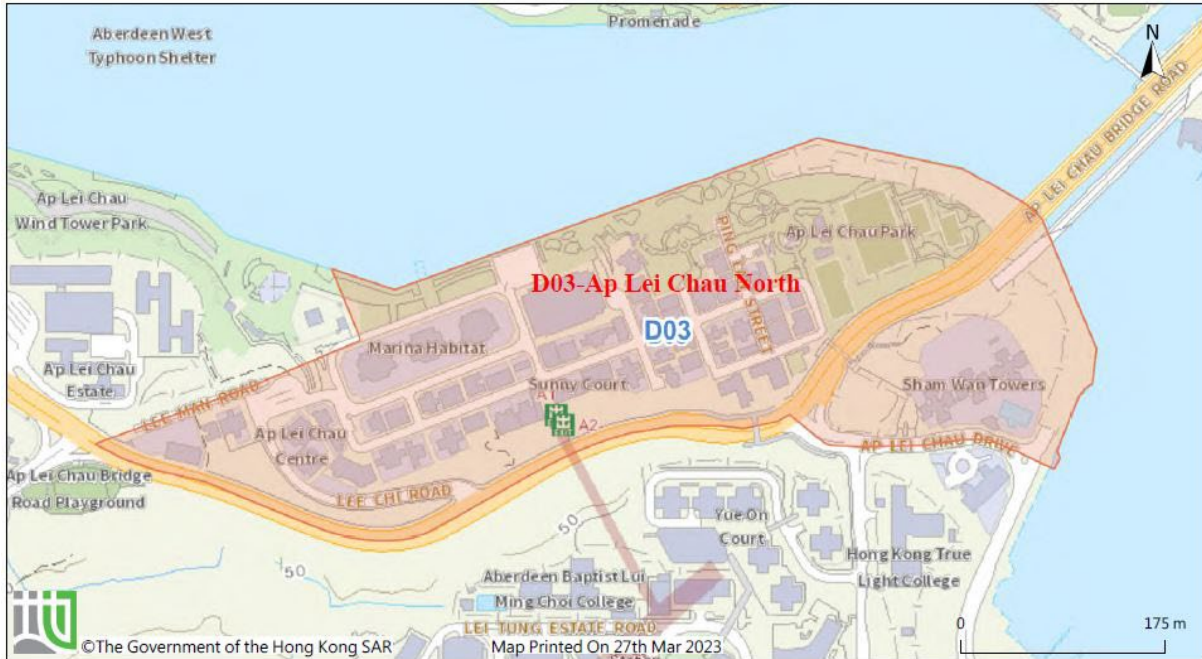 Promenade
Aberdeen West
Typhoon Shelter
N
AP LEI CHAU BRIDGE ROAD
Ap Lei Chau
Wind Tower Park
Ap Lei Chau Park
STREET
D03-Ap Lei Chau North
D03
Marina Habitat
Ap Lei Chau
Estate
Sunny Court
Sham Wan Towers
LEE MAN ROAD
A1
A2
Ap Lei Chau
Centre
AP LEI CHAU DRIVE
Ap Lei Chau Bridge
Road Playground
LEE CHI ROAD
50
Yue On
Court
Hong Kong True
Light College
50
Aberdeen Baptist Lui
Ming Choi College
LEI TUNG ESTATE ROAD
0
175 m
©The Government of the Hong Kong SAR
Map Printed On 27th Mar 2023